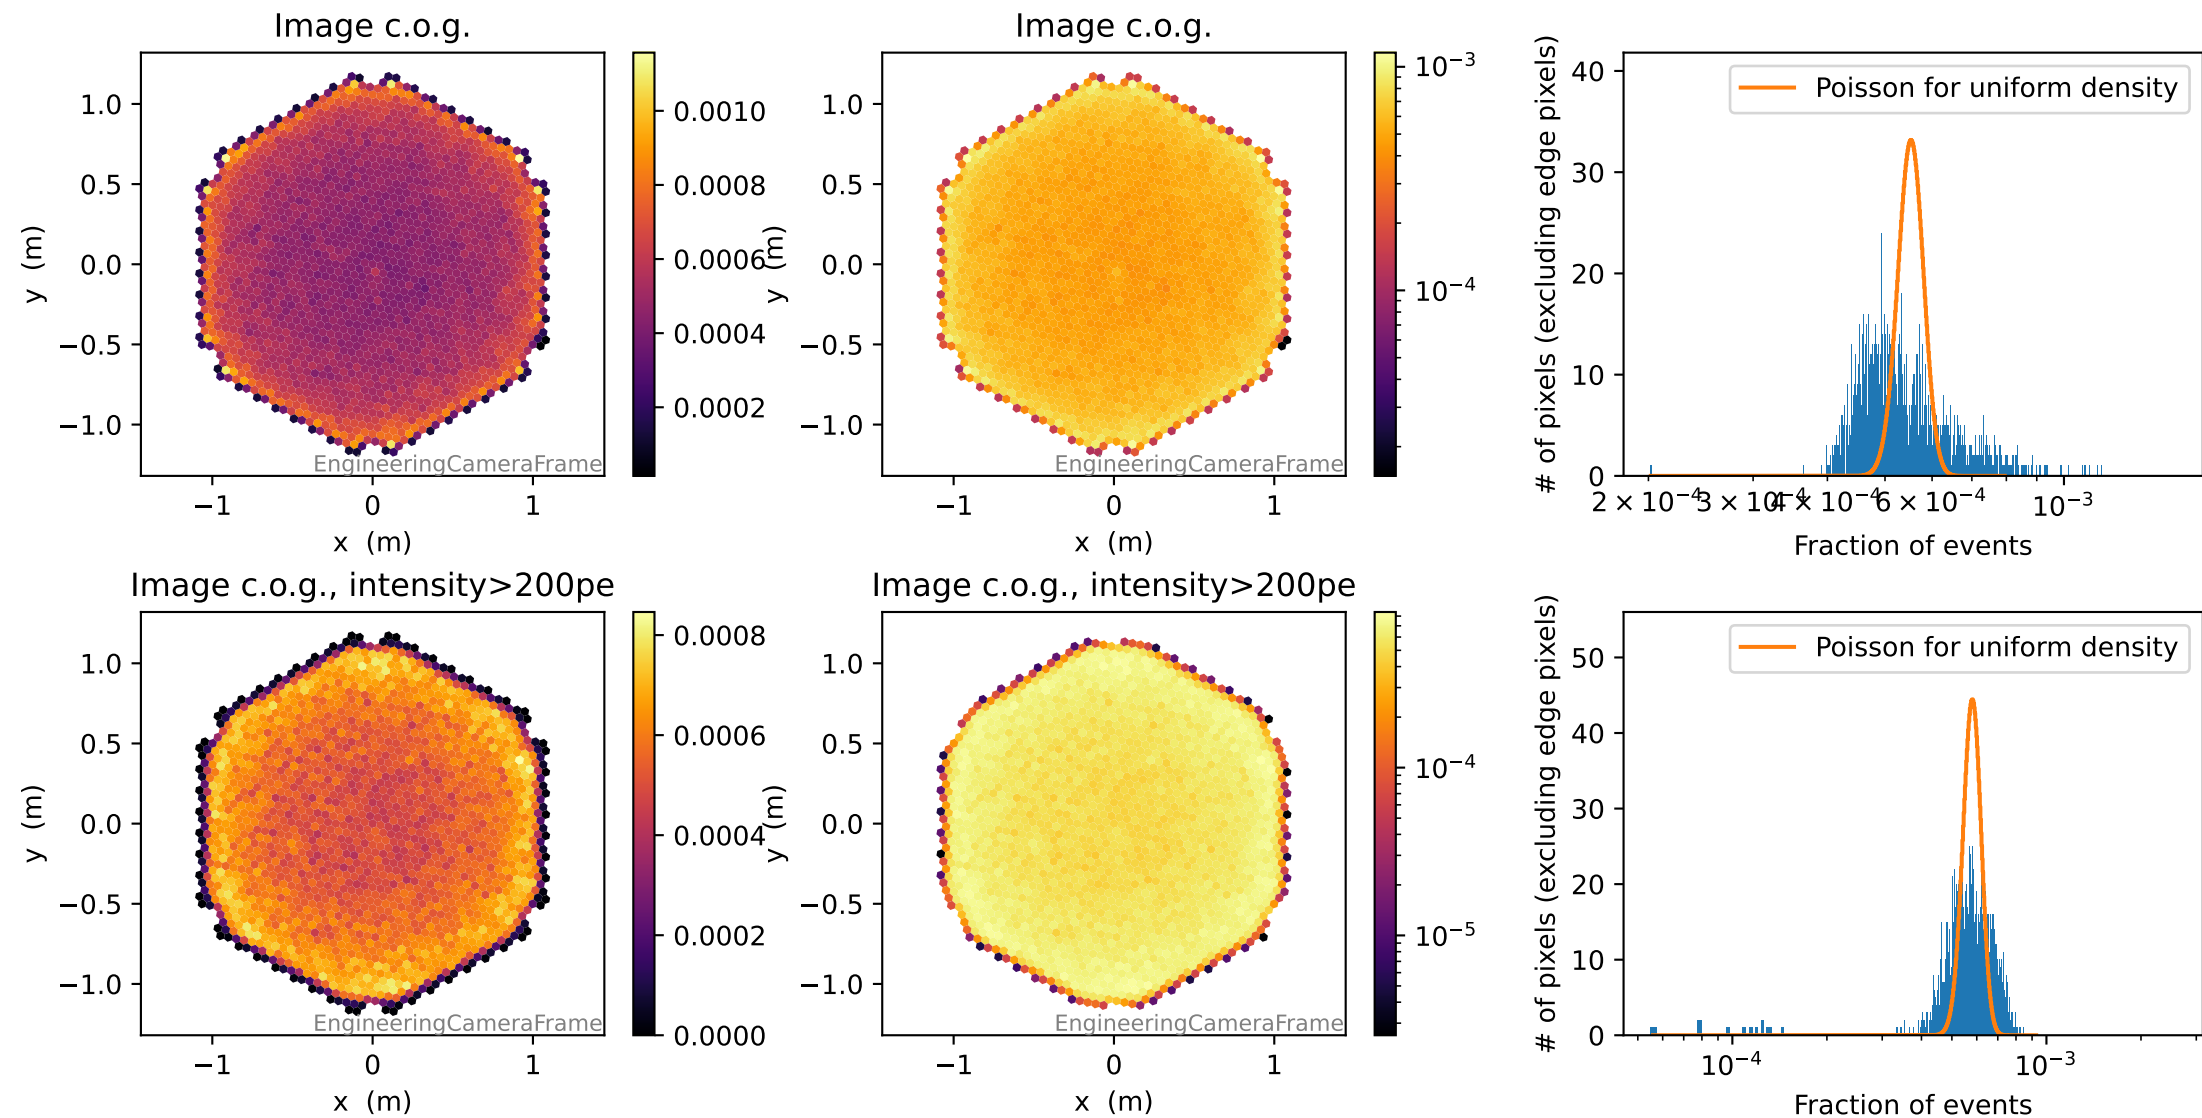 Image c.o.g.
1.0
0.5
0.0
−0.5
−1.0
y (m)
−1
0
1
x (m)
EngineeringCameraFrame
0.0010
0.0008
0.0006
0.0004
0.0002
Image c.o.g.
1.0
0.5
0.0
−0.5
−1.0
y (m)
−1
0
1
x (m)
EngineeringCameraFrame
10⁻³
10⁻⁴
Poisson for uniform density
40
30
20
10
0
# of pixels (excluding edge pixels)
2 × 10⁻⁴
3 × 10⁻⁴
4 × 10⁻⁴
6 × 10⁻⁴
10⁻³
Fraction of events
Image c.o.g., intensity>200pe
1.0
0.5
0.0
−0.5
−1.0
y (m)
−1
0
1
x (m)
EngineeringCameraFrame
0.0008
0.0006
0.0004
0.0002
0.0000
Image c.o.g., intensity>200pe
1.0
0.5
0.0
−0.5
−1.0
y (m)
−1
0
1
x (m)
EngineeringCameraFrame
10⁻⁴
10⁻⁵
Poisson for uniform density
50
40
30
20
10
0
# of pixels (excluding edge pixels)
10⁻⁴
10⁻³
Fraction of events